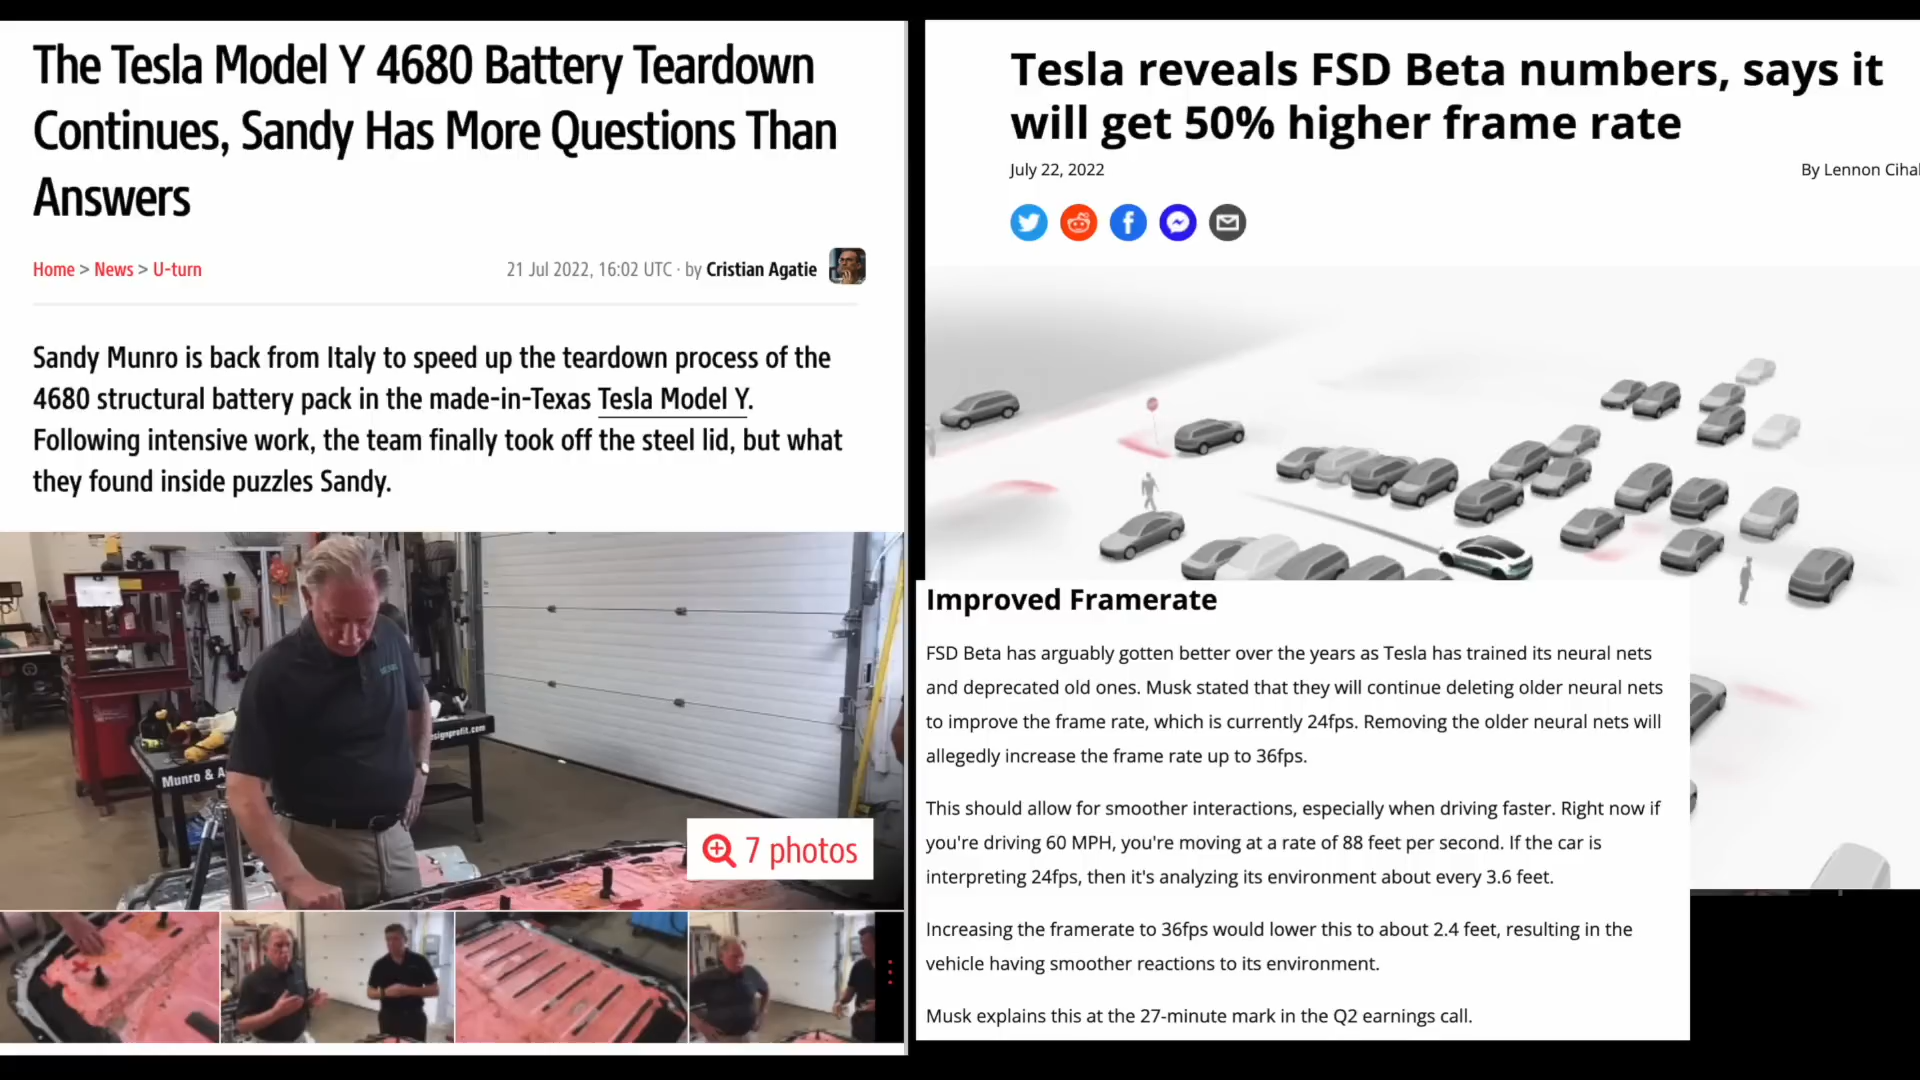 The Tesla Model Y 4680 Battery Teardown
Continues, Sandy Has More Questions Than
Answers
Home > News > U-turn
21 Jul 2022, 16:02 UTC · by Cristian Agatie
Sandy Munro is back from Italy to speed up the teardown process of the
4680 structural battery pack in the made-in-Texas Tesla Model Y.
Following intensive work, the team finally took off the steel lid, but what
they found inside puzzles Sandy.
Munro & A
signprofit.com
7 photos
Tesla reveals FSD Beta numbers, says it
will get 50% higher frame rate
July 22, 2022
By Lennon Cihal
Improved Framerate
FSD Beta has arguably gotten better over the years as Tesla has trained its neural nets
and deprecated old ones. Musk stated that they will continue deleting older neural nets
to improve the frame rate, which is currently 24fps. Removing the older neural nets will
allegedly increase the frame rate up to 36fps.
This should allow for smoother interactions, especially when driving faster. Right now if
you're driving 60 MPH, you're moving at a rate of 88 feet per second. If the car is
interpreting 24fps, then it's analyzing its environment about every 3.6 feet.
Increasing the framerate to 36fps would lower this to about 2.4 feet, resulting in the
vehicle having smoother reactions to its environment.
Musk explains this at the 27-minute mark in the Q2 earnings call.